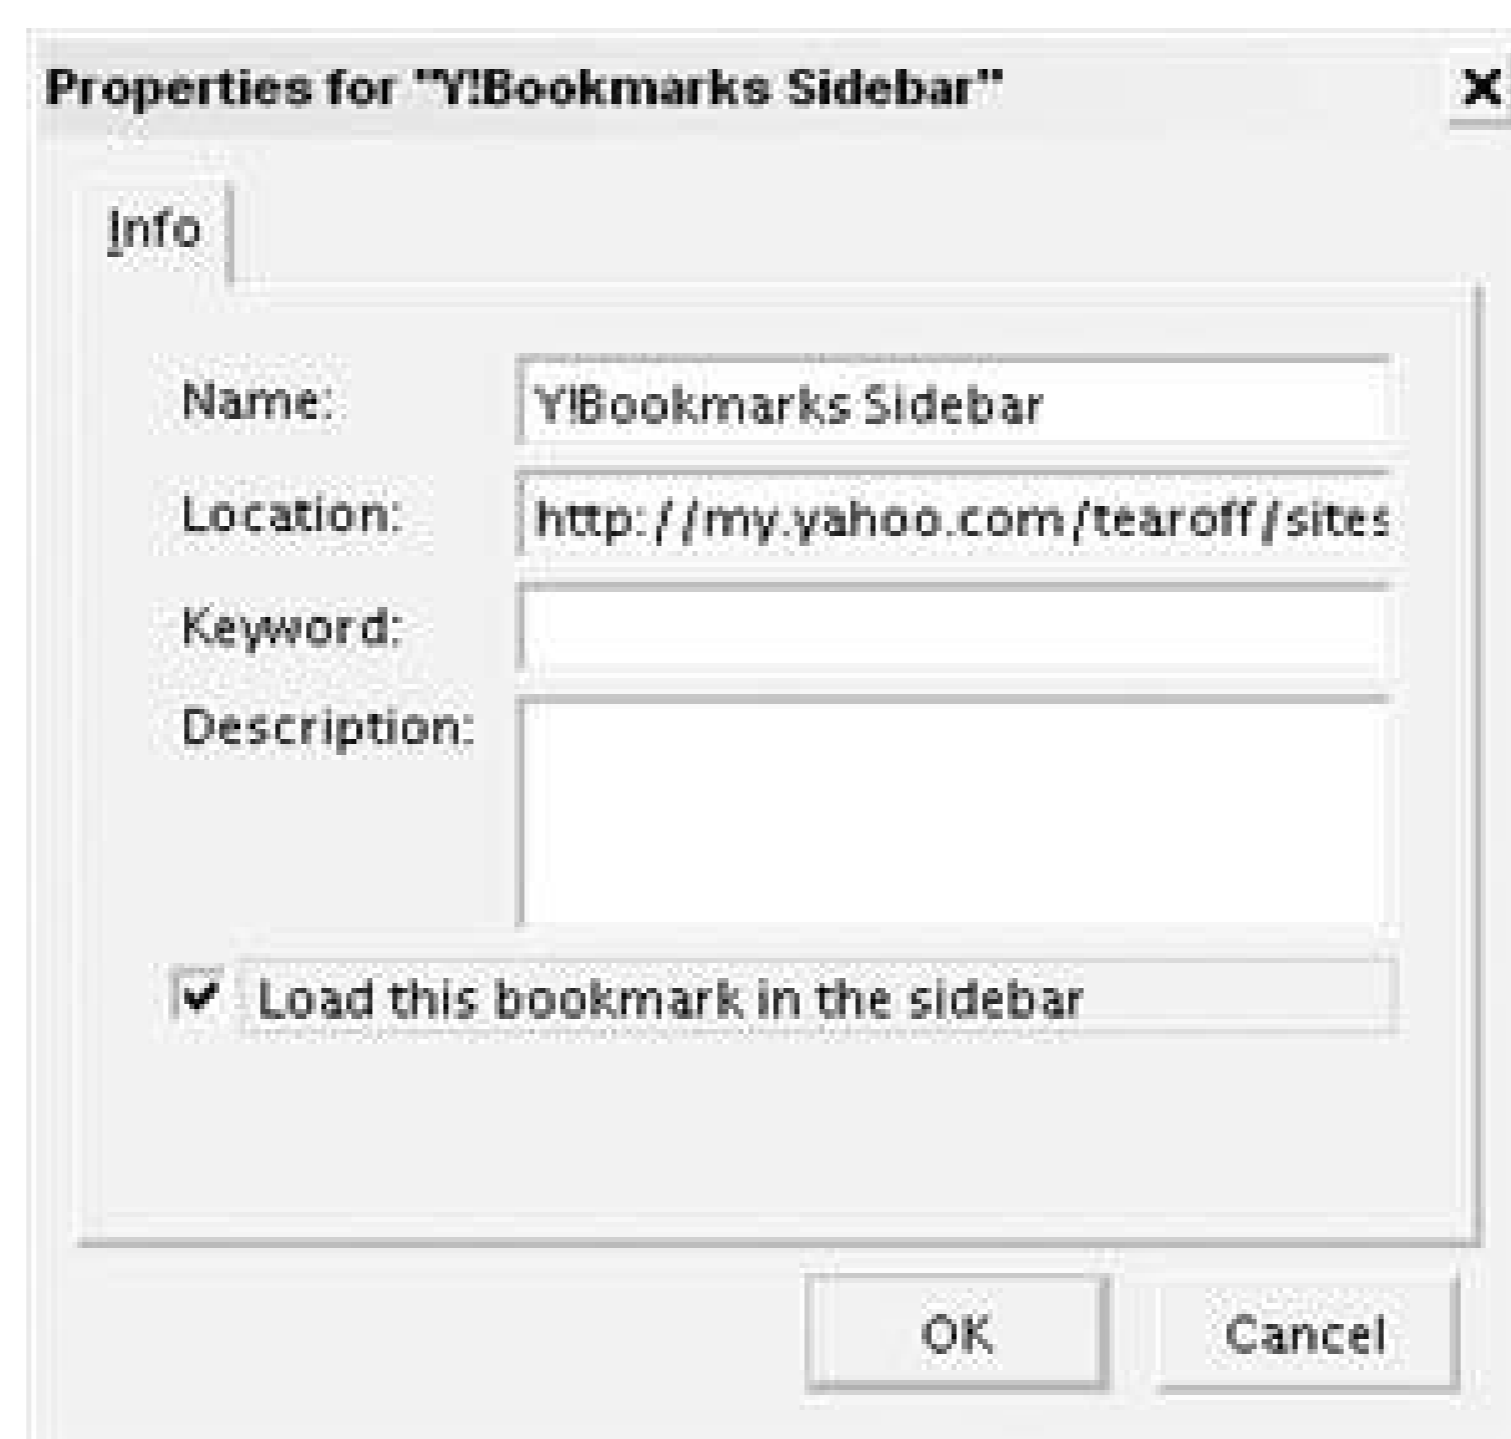 Properties for "Y!Bookmarks Sidebar"
Info
Name: Y!Bookmarks Sidebar
Location: http://my.yahoo.com/tearoff/sites
Keyword:
Description:
Load this bookmark in the sidebar
OK Cancel